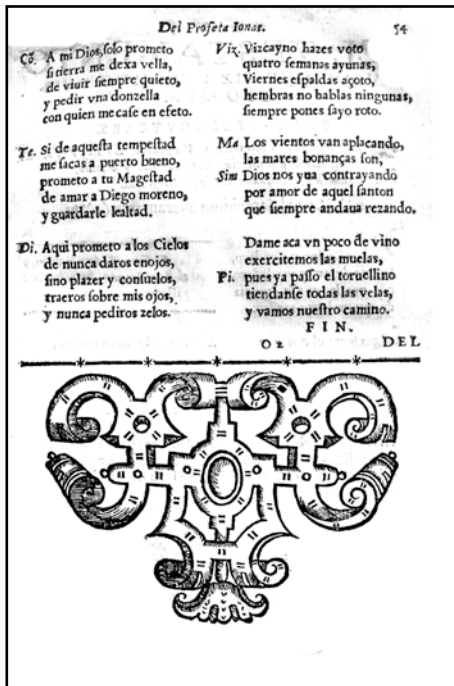 Del Profeta Ionas. 54
Cõ. A mi Dios, ſolo prometo
ſi tierra me dexa vella,
de viuir ſiempre quieto,
y pedir vna donzella
con quien me caſe en efeto.
Te. Si de aqueſta tempeſtad
me ſacas a puerto bueno,
prometo a tu Mageſtad
de amar a Diego moreno,
y guardarle lealtad.
Di. Aqui prometo a los Cielos
de nunca daros enojos,
ſino plazer y conſuelos,
traeros ſobre mis ojos,
y nunca pediros zelos.
Viz. Vizcayno hazes voto
quatro ſemanas ayunas,
Viernes eſpaldas açoto,
hembras no hablas ningunas,
ſiempre pones ſayo roto.
Ma Los vientos van aplacando,
las mares bonanças ſon,
Sim Dios nos yua contrayando
por amor de aquel ſanton
que ſiempre andaua rezando.
Dame aca vn poco de vino
exercitemos las muelas,
Pi. pues ya paſſo el toruellino
tiendanſe todas las velas,
y vamos nueſtro camino.
FIN.
O2 DEL